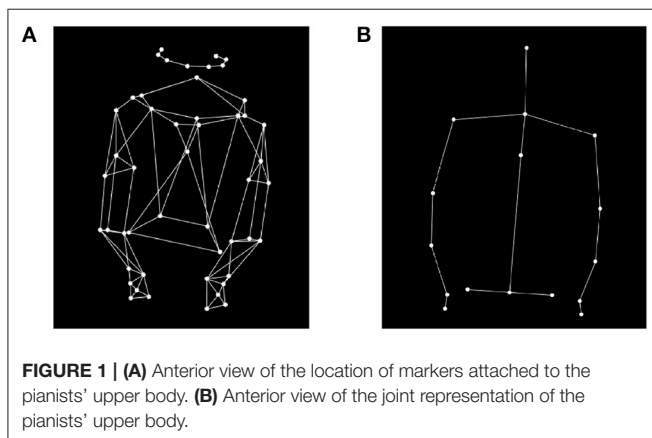 A
B
FIGURE 1 | (A) Anterior view of the location of markers attached to the
pianists’ upper body. (B) Anterior view of the joint representation of the
pianists’ upper body.